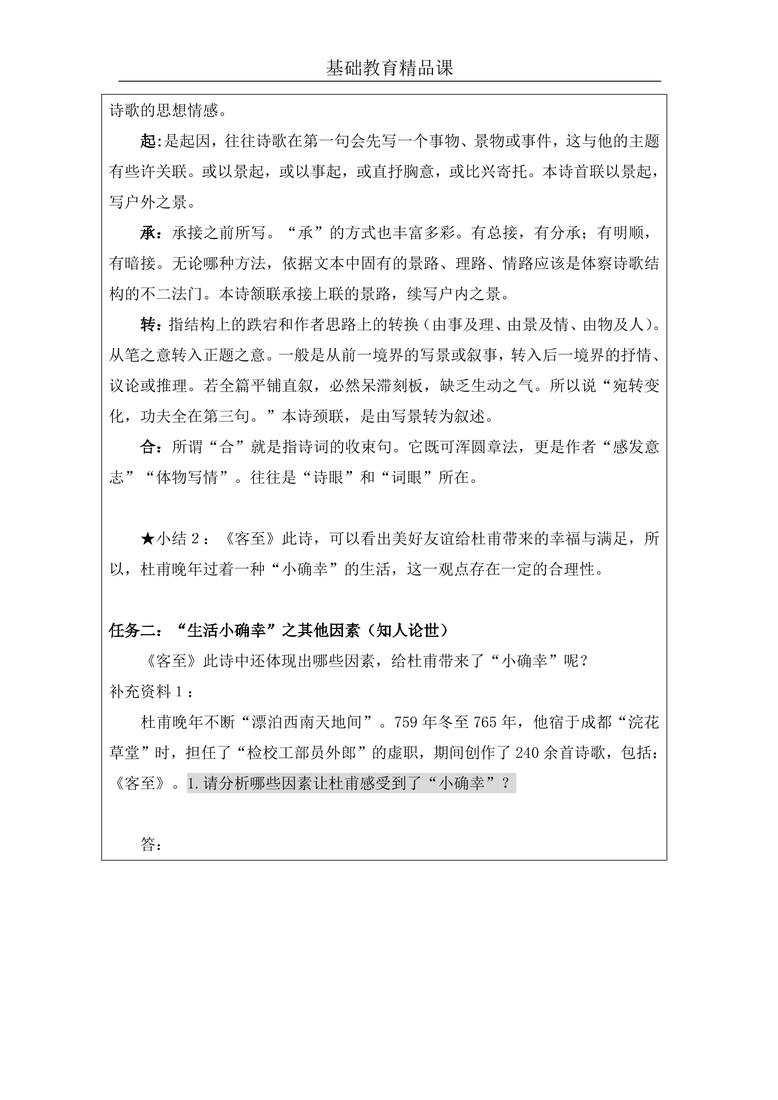 基础教育精品课
诗歌的思想情感。
起:是起因，往往诗歌在第一句会先写一个事物、景物或事件，这与他的主题
有些许关联。或以景起，或以事起，或直抒胸意，或比兴寄托。本诗首联以景起，
写户外之景。
承：承接之前所写。“承”的方式也丰富多彩。有总接，有分承；有明顺，
有暗接。无论哪种方法，依据文本中固有的景路、理路、情路应该是体察诗歌结
构的不二法门。本诗颔联承接上联的景路，续写户内之景。
转：指结构上的跌宕和作者思路上的转换（由事及理、由景及情、由物及人）。
从笔之意转入正题之意。一般是从前一境界的写景或叙事，转入后一境界的抒情、
议论或推理。若全篇平铺直叙，必然呆滞刻板，缺乏生动之气。所以说“宛转变
化，功夫全在第三句。”本诗颈联，是由写景转为叙述。
合：所谓“合”就是指诗词的收束句。它既可浑圆章法，更是作者“感发意
志”“体物写情”。往往是“诗眼”和“词眼”所在。
★小结 2：《客至》此诗，可以看出美好友谊给杜甫带来的幸福与满足，所
以，杜甫晚年过着一种“小确幸”的生活，这一观点存在一定的合理性。
任务二：“生活小确幸”之其他因素（知人论世）
《客至》此诗中还体现出哪些因素，给杜甫带来了“小确幸”呢？
补充资料 1：
杜甫晚年不断“漂泊西南天地间”。759 年冬至 765 年，他宿于成都“浣花
草堂”时，担任了“检校工部员外郎”的虚职，期间创作了 240 余首诗歌，包括：
《客至》。1.请分析哪些因素让杜甫感受到了“小确幸”？
答：